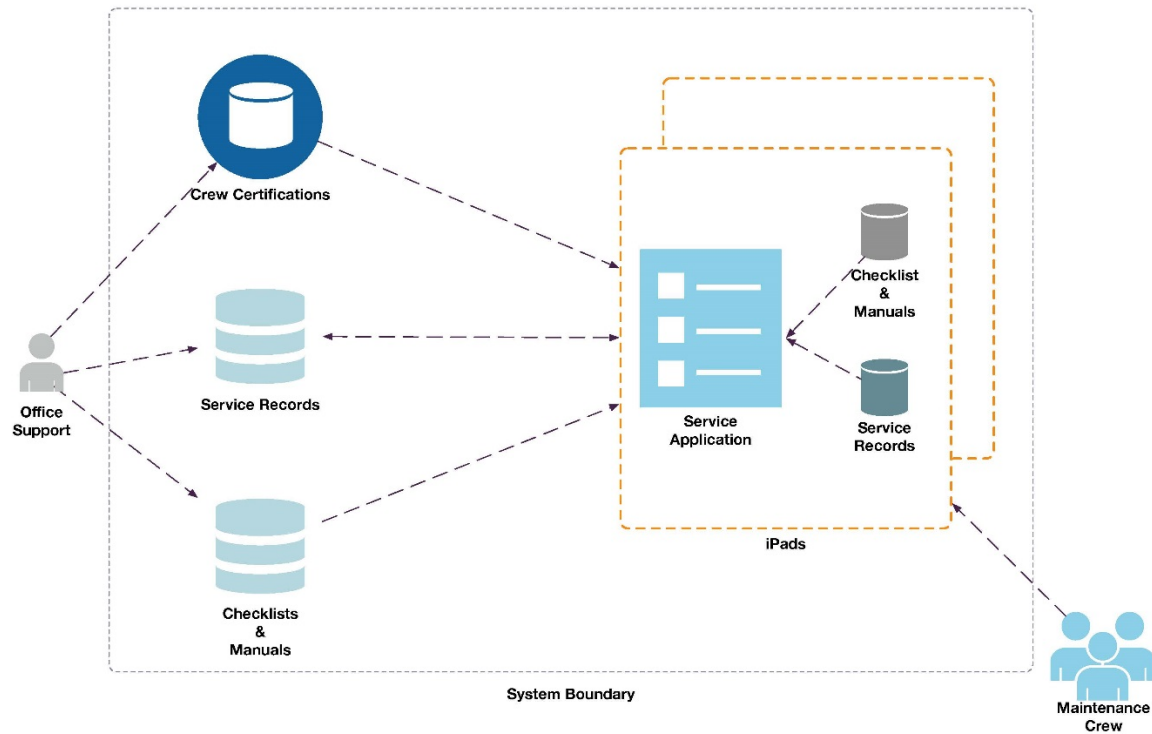 Crew Certifications
Checklist
&
Manuals
Service Records
Office
Support
Service
Application
Service
Records
iPads
Checklists
&
Manuals
System Boundary
Maintenance
Crew